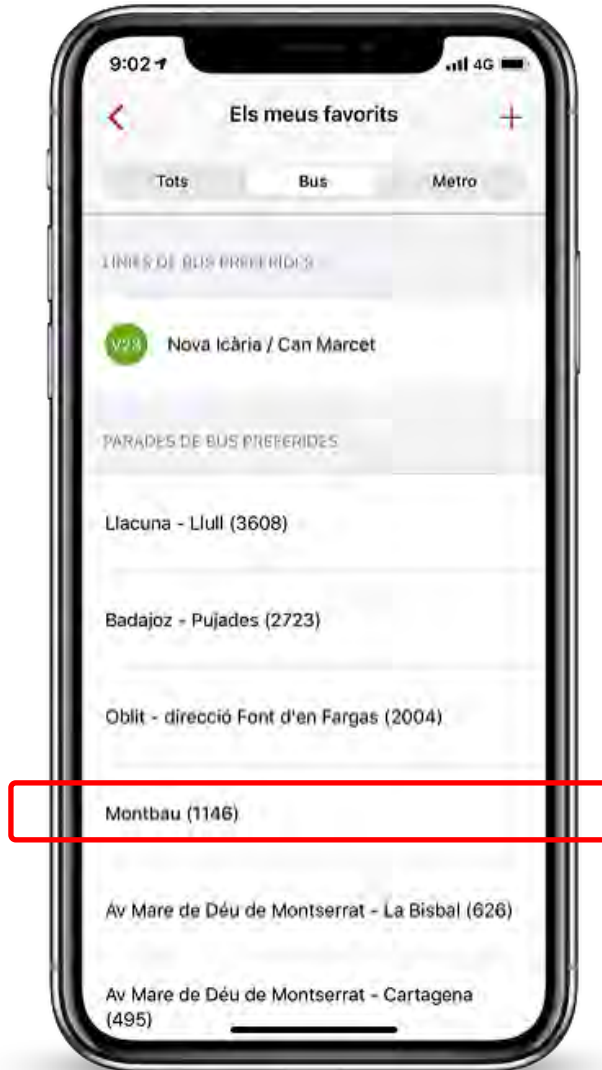 9:02
4G
Els meus favorits
+
Tots Bus Metro
LÍNIES DE BUS PREFERIDES
V23 Nova Icària / Can Marcet
PARADES DE BUS PREFERIDES
Llacuna - Llull (3608)
Badajoz - Pujades (2723)
Oblit - direcció Font d'en Fargas (2004)
Montbau (1146)
Av Mare de Déu de Montserrat - La Bisbal (626)
Av Mare de Déu de Montserrat - Cartagena
(495)